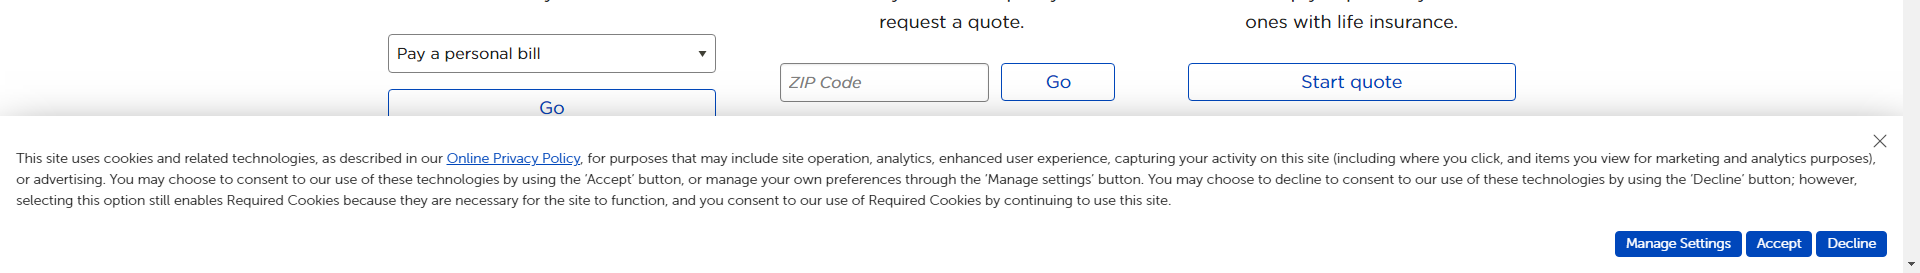 request a quote.
ones with life insurance.
Pay a personal bill
ZIP Code
Go
Start quote
Go
This site uses cookies and related technologies, as described in our Online Privacy Policy, for purposes that may include site operation, analytics, enhanced user experience, capturing your activity on this site (including where you click, and items you view for marketing and analytics purposes),
or advertising. You may choose to consent to our use of these technologies by using the ‘Accept’ button, or manage your own preferences through the ‘Manage settings’ button. You may choose to decline to consent to our use of these technologies by using the ‘Decline’ button; however,
selecting this option still enables Required Cookies because they are necessary for the site to function, and you consent to our use of Required Cookies by continuing to use this site.
Manage Settings
Accept
Decline